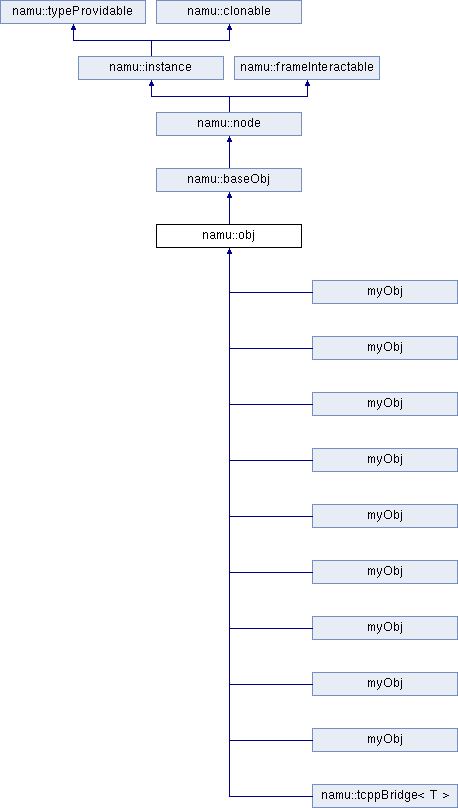 namu::typeProvidable
namu::clonable
namu::instance
namu::frameInteractable
namu::node
namu::baseObj
namu::obj
myObj
myObj
myObj
myObj
myObj
myObj
myObj
myObj
myObj
namu::tcppBridge< T >